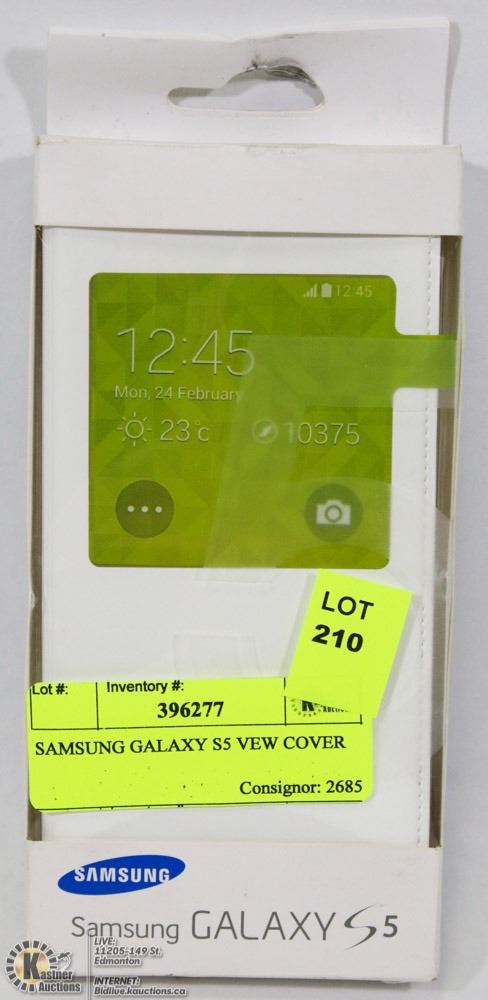 12:45
12:45
Mon, 24 February
23°c
10375
LOT
210
Lot #:
Inventory #:
396277
SAMSUNG GALAXY S5 VEW COVER
Consignor: 2685
SAMSUNG
Samsung GALAXY S5
Kastner
Auctions
LIVE:
11205-149 St.
Edmonton
INTERNET:
Bidlive.kauctions.ca